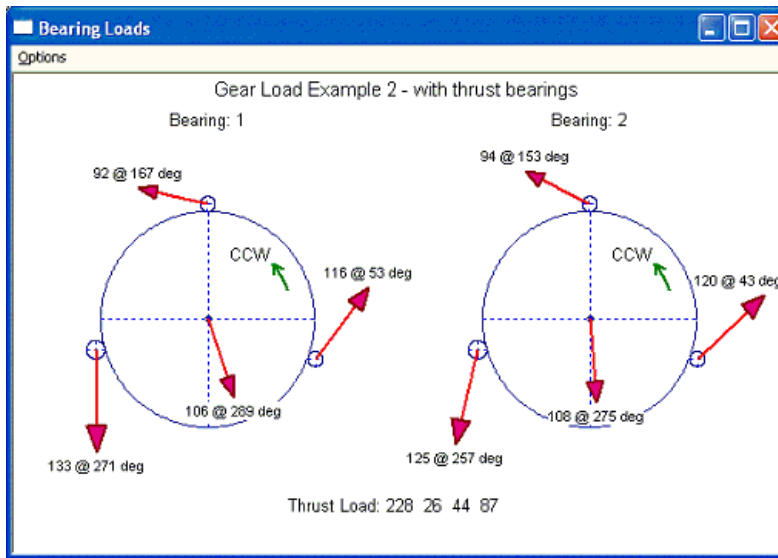 Bearing Loads
Options
Gear Load Example 2 - with thrust bearings
Bearing: 1
Bearing: 2
92 @ 167 deg
94 @ 153 deg
CCW
CCW
116 @ 53 deg
120 @ 43 deg
106 @ 289 deg
108 @ 275 deg
133 @ 271 deg
125 @ 257 deg
Thrust Load: 228 26 44 87